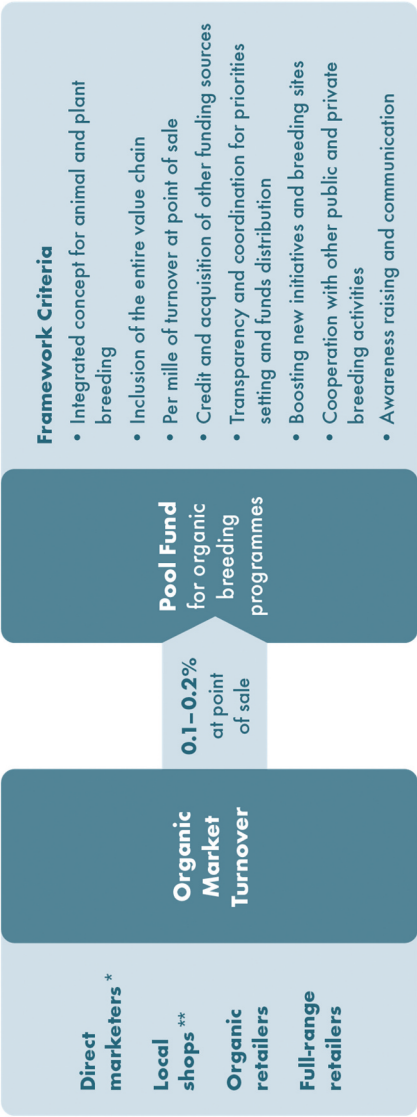 Direct
marketers *
Local
shops **
Organic
retailers
Full-range
retailers
Organic
Market
Turnover
0.1–0.2%
at point
of sale
Pool Fund
for organic
breeding
programmes
Framework Criteria
• Integrated concept for animal and plant
breeding
• Inclusion of the entire value chain
• Per mille of turnover at point of sale
• Credit and acquisition of other funding sources
• Transparency and coordination for priorities
setting and funds distribution
• Boosting new initiatives and breeding sites
• Cooperation with other public and private
breeding activities
• Awareness raising and communication